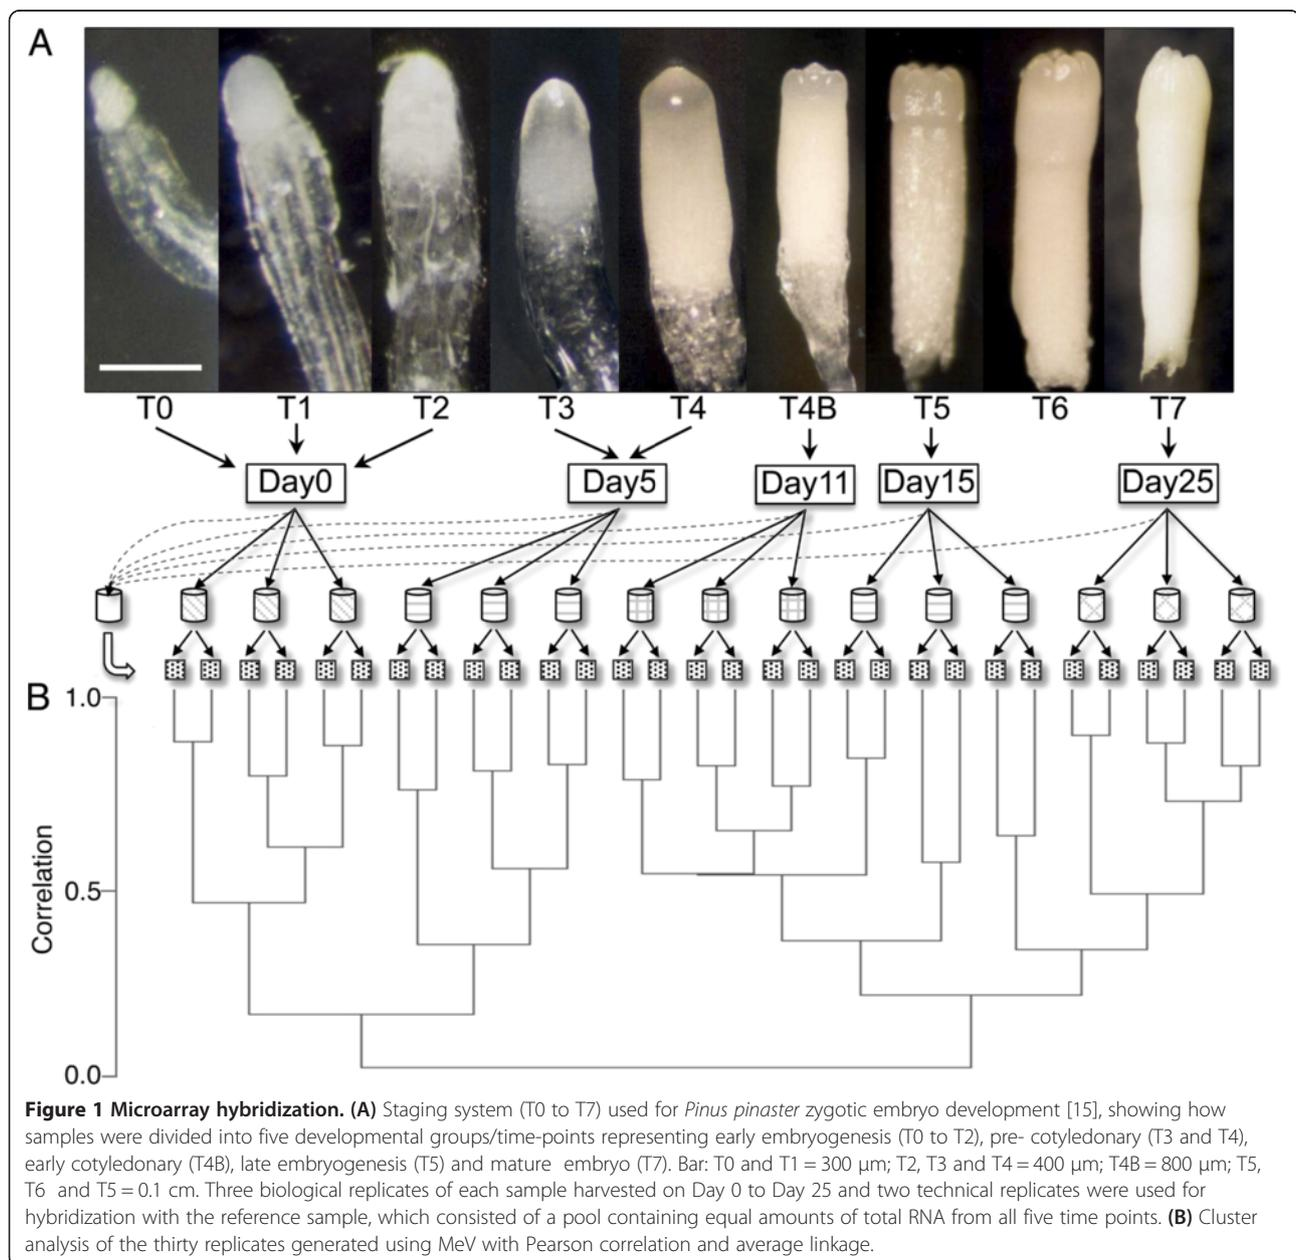 A
T0 T1 T2 T3 T4 T4B T5 T6 T7
Day0 Day5 Day11 Day15 Day25
B
1.0
0.5
0.0
Correlation
Figure 1 Microarray hybridization. (A) Staging system (T0 to T7) used for Pinus pinaster zygotic embryo development [15], showing how
samples were divided into five developmental groups/time-points representing early embryogenesis (T0 to T2), pre- cotyledonary (T3 and T4),
early cotyledonary (T4B), late embryogenesis (T5) and mature embryo (T7). Bar: T0 and T1 = 300 μm; T2, T3 and T4 = 400 μm; T4B = 800 μm; T5,
T6 and T5 = 0.1 cm. Three biological replicates of each sample harvested on Day 0 to Day 25 and two technical replicates were used for
hybridization with the reference sample, which consisted of a pool containing equal amounts of total RNA from all five time points. (B) Cluster
analysis of the thirty replicates generated using MeV with Pearson correlation and average linkage.